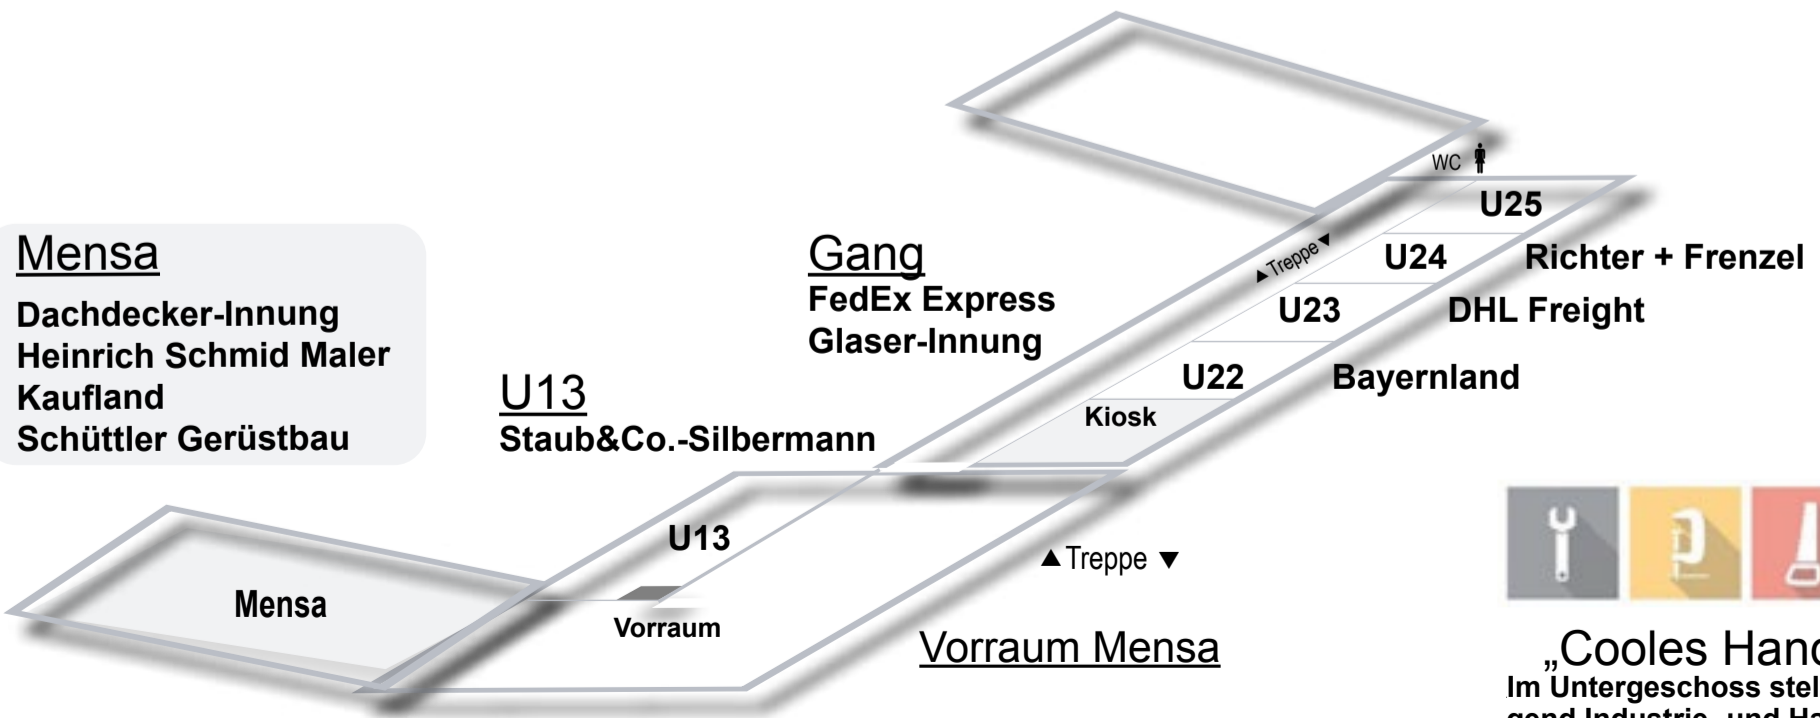 WC
U25
U24
Richter + Frenzel
▲Treppe▼
U23
DHL Freight
U22
Bayernland
Kiosk
Mensa
Dachdecker-Innung
Heinrich Schmid Maler
Kaufland
Schüttler Gerüstbau
Gang
FedEx Express
Glaser-Innung
U13
Staub&Co.-Silbermann
U13
Mensa
Vorraum
▲Treppe ▼
Vorraum Mensa
„Cooles Hand
Im Untergeschoss stel